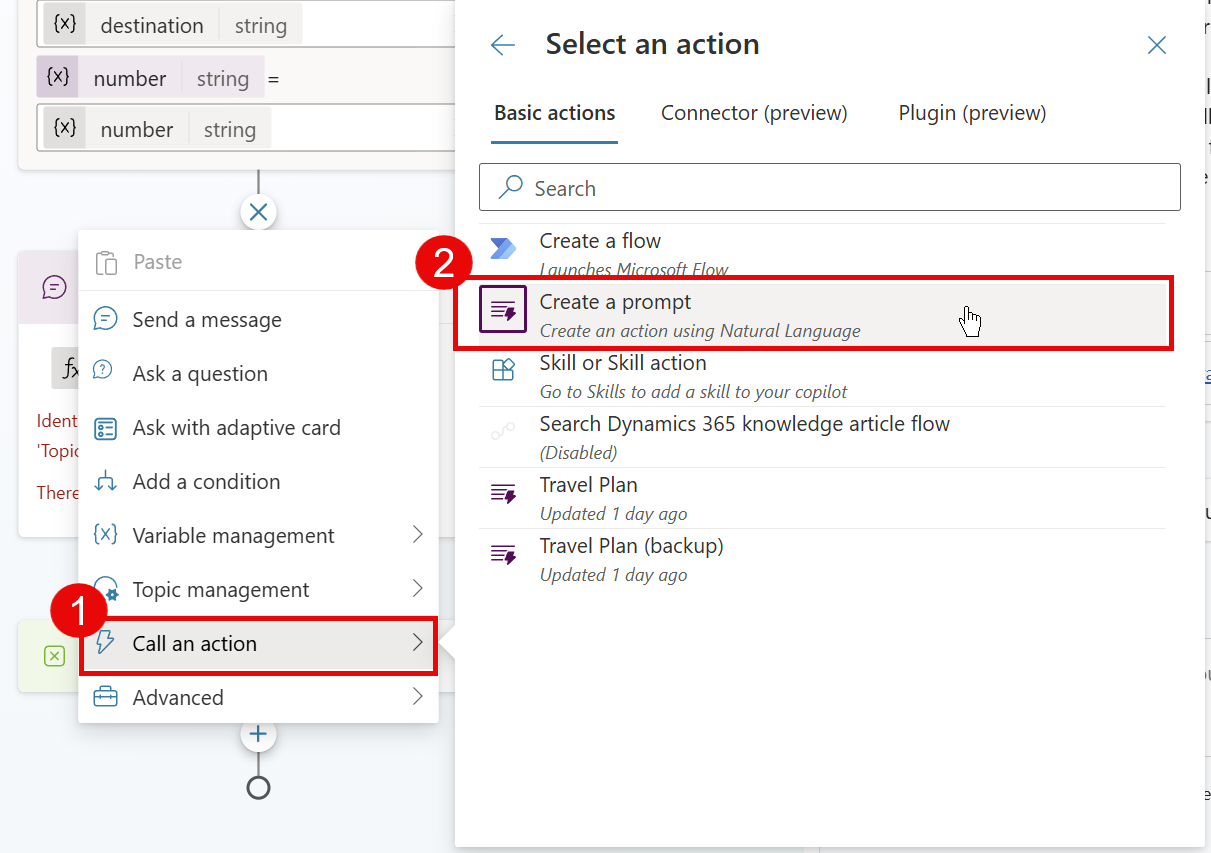 {x} destination string
{x} number string =
{x} number string
Paste
Send a message
Ask a question
Ask with adaptive card
Add a condition
{x} Variable management
Topic management
1
Call an action
Advanced
fx
Ident
'Topic
There
Select an action
Basic actions Connector (preview) Plugin (preview)
Search
Create a flow
Launches Microsoft Flow
2
Create a prompt
Create an action using Natural Language
Skill or Skill action
Go to Skills to add a skill to your copilot
Search Dynamics 365 knowledge article flow
(Disabled)
Travel Plan
Updated 1 day ago
Travel Plan (backup)
Updated 1 day ago